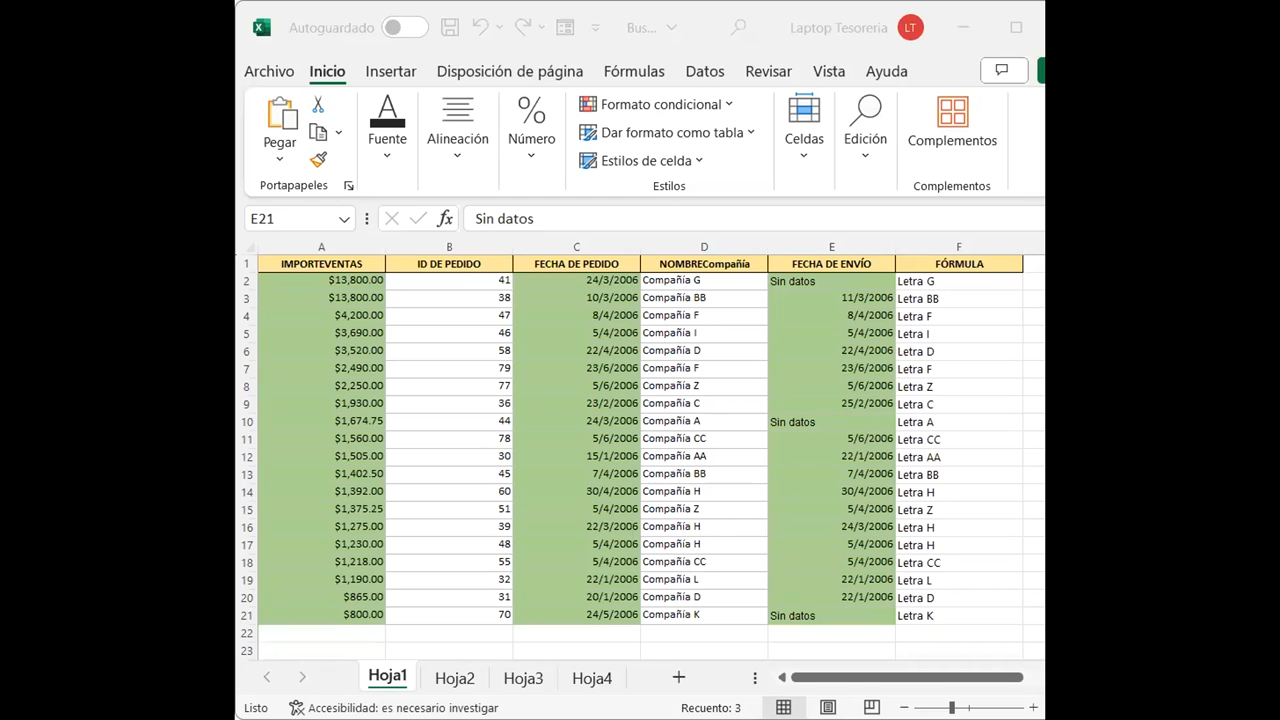 Autoguardado Bus... Laptop Tesoreria LT
Archivo Inicio Insertar Disposición de página Fórmulas Datos Revisar Vista Ayuda
Pegar Fuente Alineación Número Formato condicional Dar formato como tabla Estilos de celda Celdas Edición Complementos
Portapapeles Estilos Complementos
E21 fx Sin datos
A B C D E F
1 IMPORTEVENTAS ID DE PEDIDO FECHA DE PEDIDO NOMBRECompañía FECHA DE ENVÍO FÓRMULA
2 $13,800.00 41 24/3/2006 Compañía G Sin datos Letra G
3 $13,800.00 38 10/3/2006 Compañía BB 11/3/2006 Letra BB
4 $4,200.00 47 8/4/2006 Compañía F 8/4/2006 Letra F
5 $3,690.00 46 5/4/2006 Compañía I 5/4/2006 Letra I
6 $3,520.00 58 22/4/2006 Compañía D 22/4/2006 Letra D
7 $2,490.00 79 23/6/2006 Compañía F 23/6/2006 Letra F
8 $2,250.00 77 5/6/2006 Compañía Z 5/6/2006 Letra Z
9 $1,930.00 36 23/2/2006 Compañía C 25/2/2006 Letra C
10 $1,674.75 44 24/3/2006 Compañía A Sin datos Letra A
11 $1,560.00 78 5/6/2006 Compañía CC 5/6/2006 Letra CC
12 $1,505.00 30 15/1/2006 Compañía AA 22/1/2006 Letra AA
13 $1,402.50 45 7/4/2006 Compañía BB 7/4/2006 Letra BB
14 $1,392.00 60 30/4/2006 Compañía H 30/4/2006 Letra H
15 $1,375.25 51 5/4/2006 Compañía Z 5/4/2006 Letra Z
16 $1,275.00 39 22/3/2006 Compañía H 24/3/2006 Letra H
17 $1,230.00 48 5/4/2006 Compañía H 5/4/2006 Letra H
18 $1,218.00 55 5/4/2006 Compañía CC 5/4/2006 Letra CC
19 $1,190.00 32 22/1/2006 Compañía L 22/1/2006 Letra L
20 $865.00 31 20/1/2006 Compañía D 22/1/2006 Letra D
21 $800.00 70 24/5/2006 Compañía K Sin datos Letra K
22
23
Hoja1 Hoja2 Hoja3 Hoja4
Listo Accesibilidad: es necesario investigar Recuento: 3